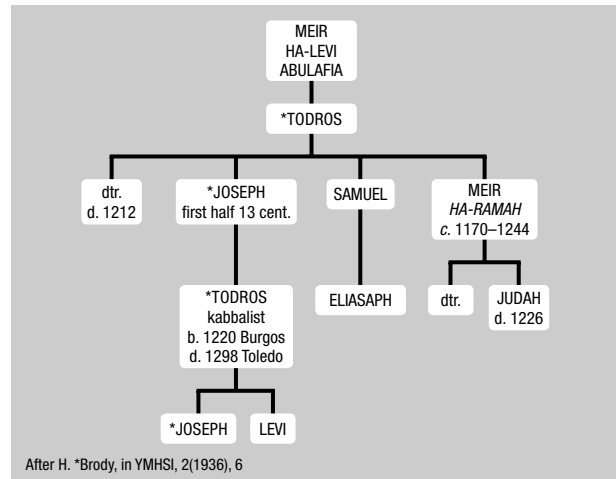 MEIR
HA-LEVI
ABULAFIA
*TODROS
dtr.
d. 1212
*JOSEPH
first half 13 cent.
SAMUEL
MEIR
HA-RAMAH
c. 1170–1244
*TODROS
kabbalist
b. 1220 Burgos
d. 1298 Toledo
ELIASAPH
dtr.
JUDAH
d. 1226
*JOSEPH
LEVI
After H. *Brody, in YMHSI, 2(1936), 6